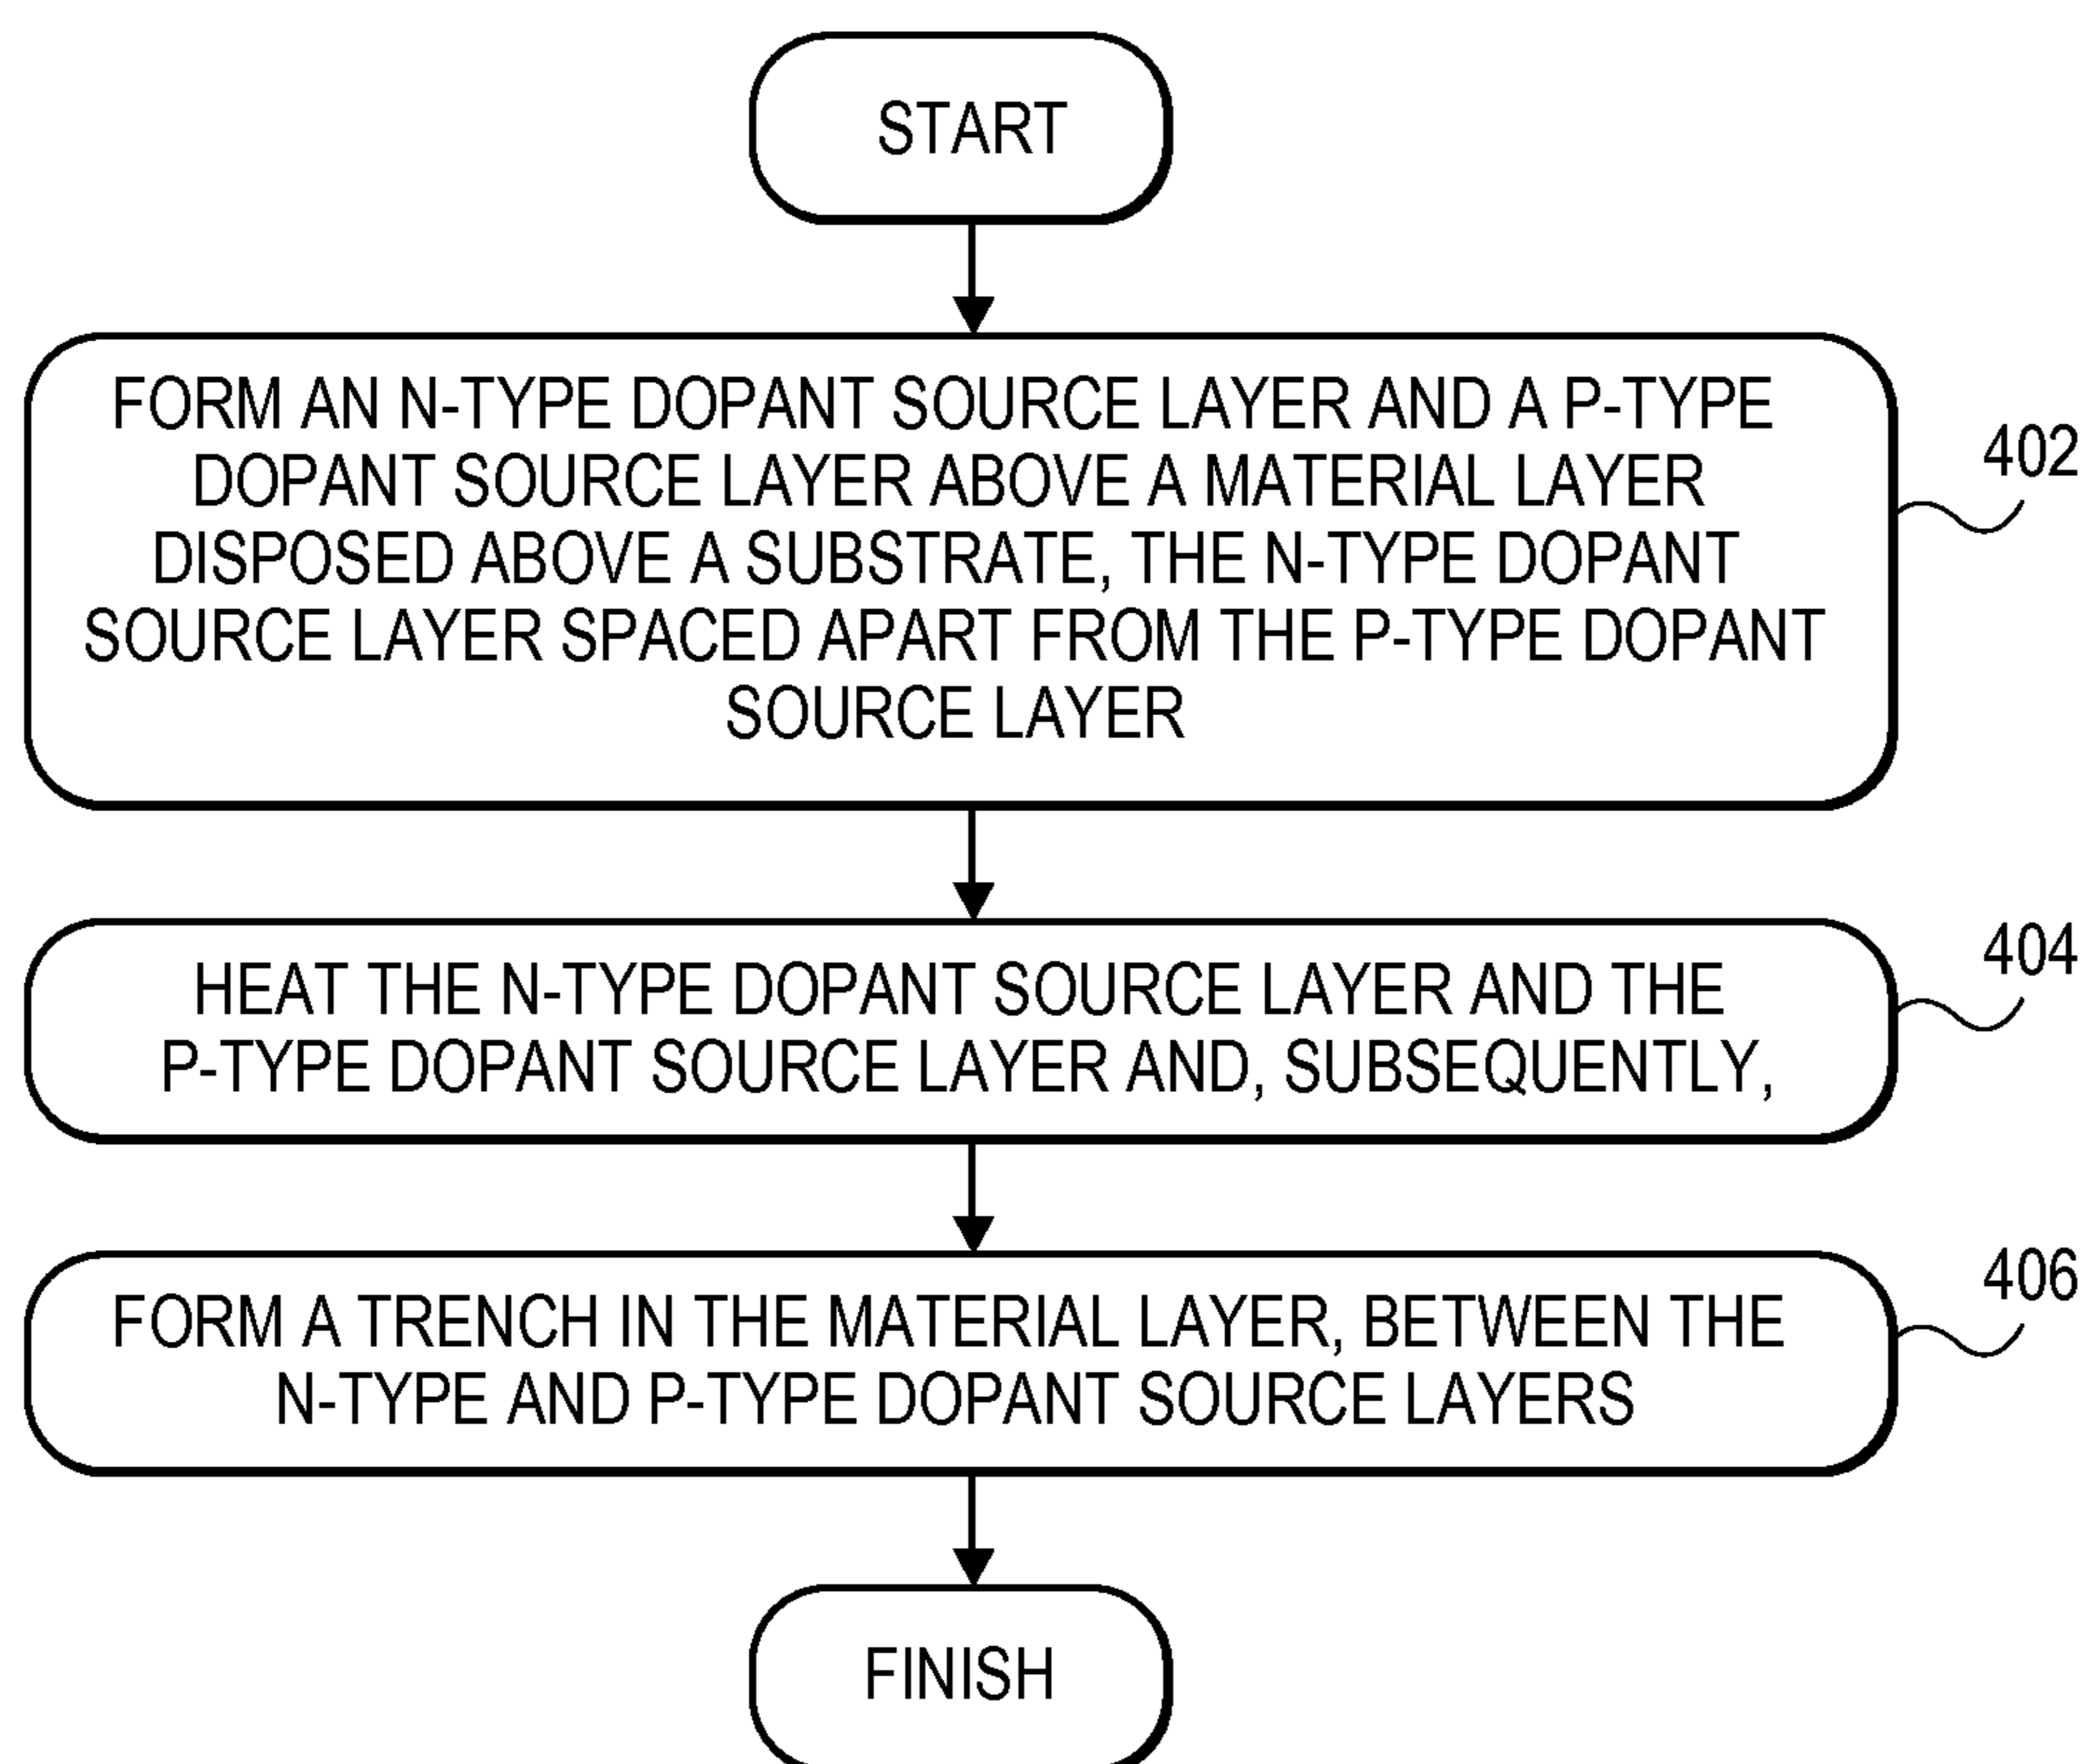 START
FORM AN N-TYPE DOPANT SOURCE LAYER AND A P-TYPE
DOPANT SOURCE LAYER ABOVE A MATERIAL LAYER
DISPOSED ABOVE A SUBSTRATE, THE N-TYPE DOPANT
SOURCE LAYER SPACED APART FROM THE P-TYPE DOPANT
SOURCE LAYER
402
HEAT THE N-TYPE DOPANT SOURCE LAYER AND THE
P-TYPE DOPANT SOURCE LAYER AND, SUBSEQUENTLY,
404
FORM A TRENCH IN THE MATERIAL LAYER, BETWEEN THE
N-TYPE AND P-TYPE DOPANT SOURCE LAYERS
406
FINISH